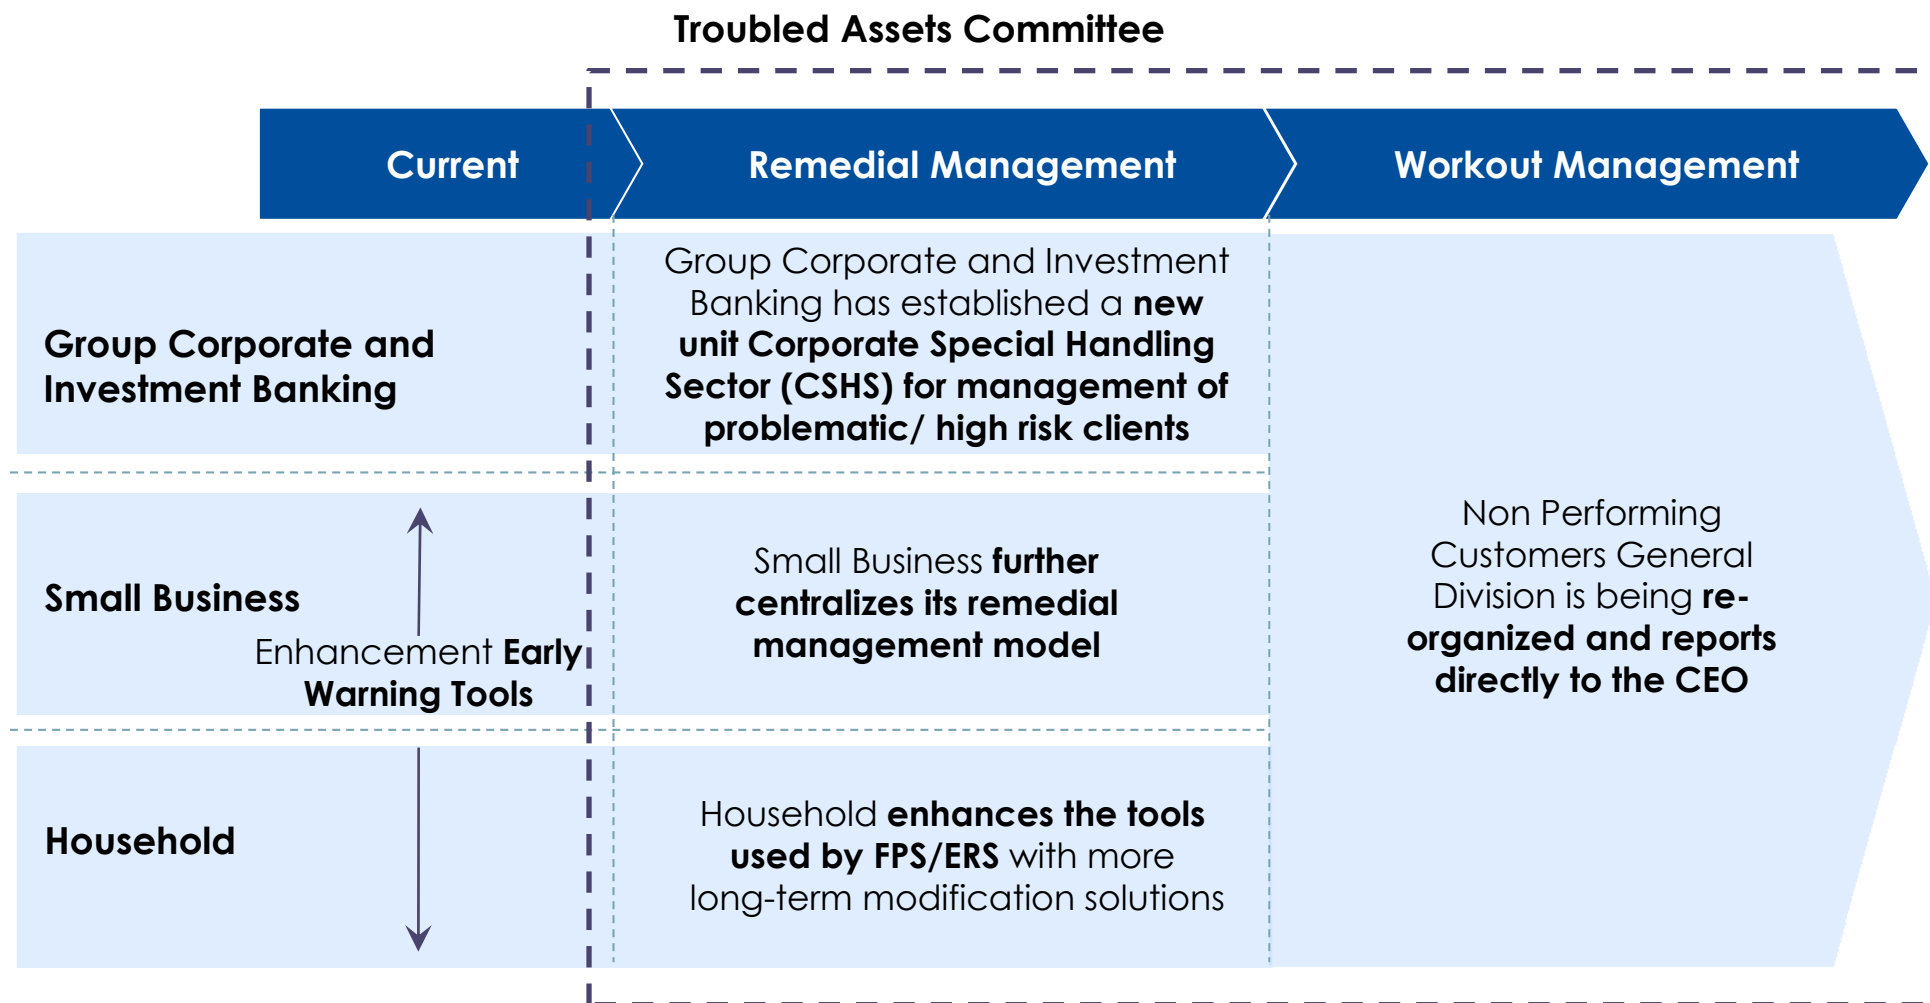 Troubled Assets Committee
Current
Remedial Management
Workout Management
Group Corporate and
Investment Banking
Group Corporate and Investment
Banking has established a new
unit Corporate Special Handling
Sector (CSHS) for management of
problematic/ high risk clients
Small Business
Enhancement Early
Warning Tools
Small Business further
centralizes its remedial
management model
Household
Household enhances the tools
used by FPS/ERS with more
long-term modification solutions
Non Performing
Customers General
Division is being re-
organized and reports
directly to the CEO